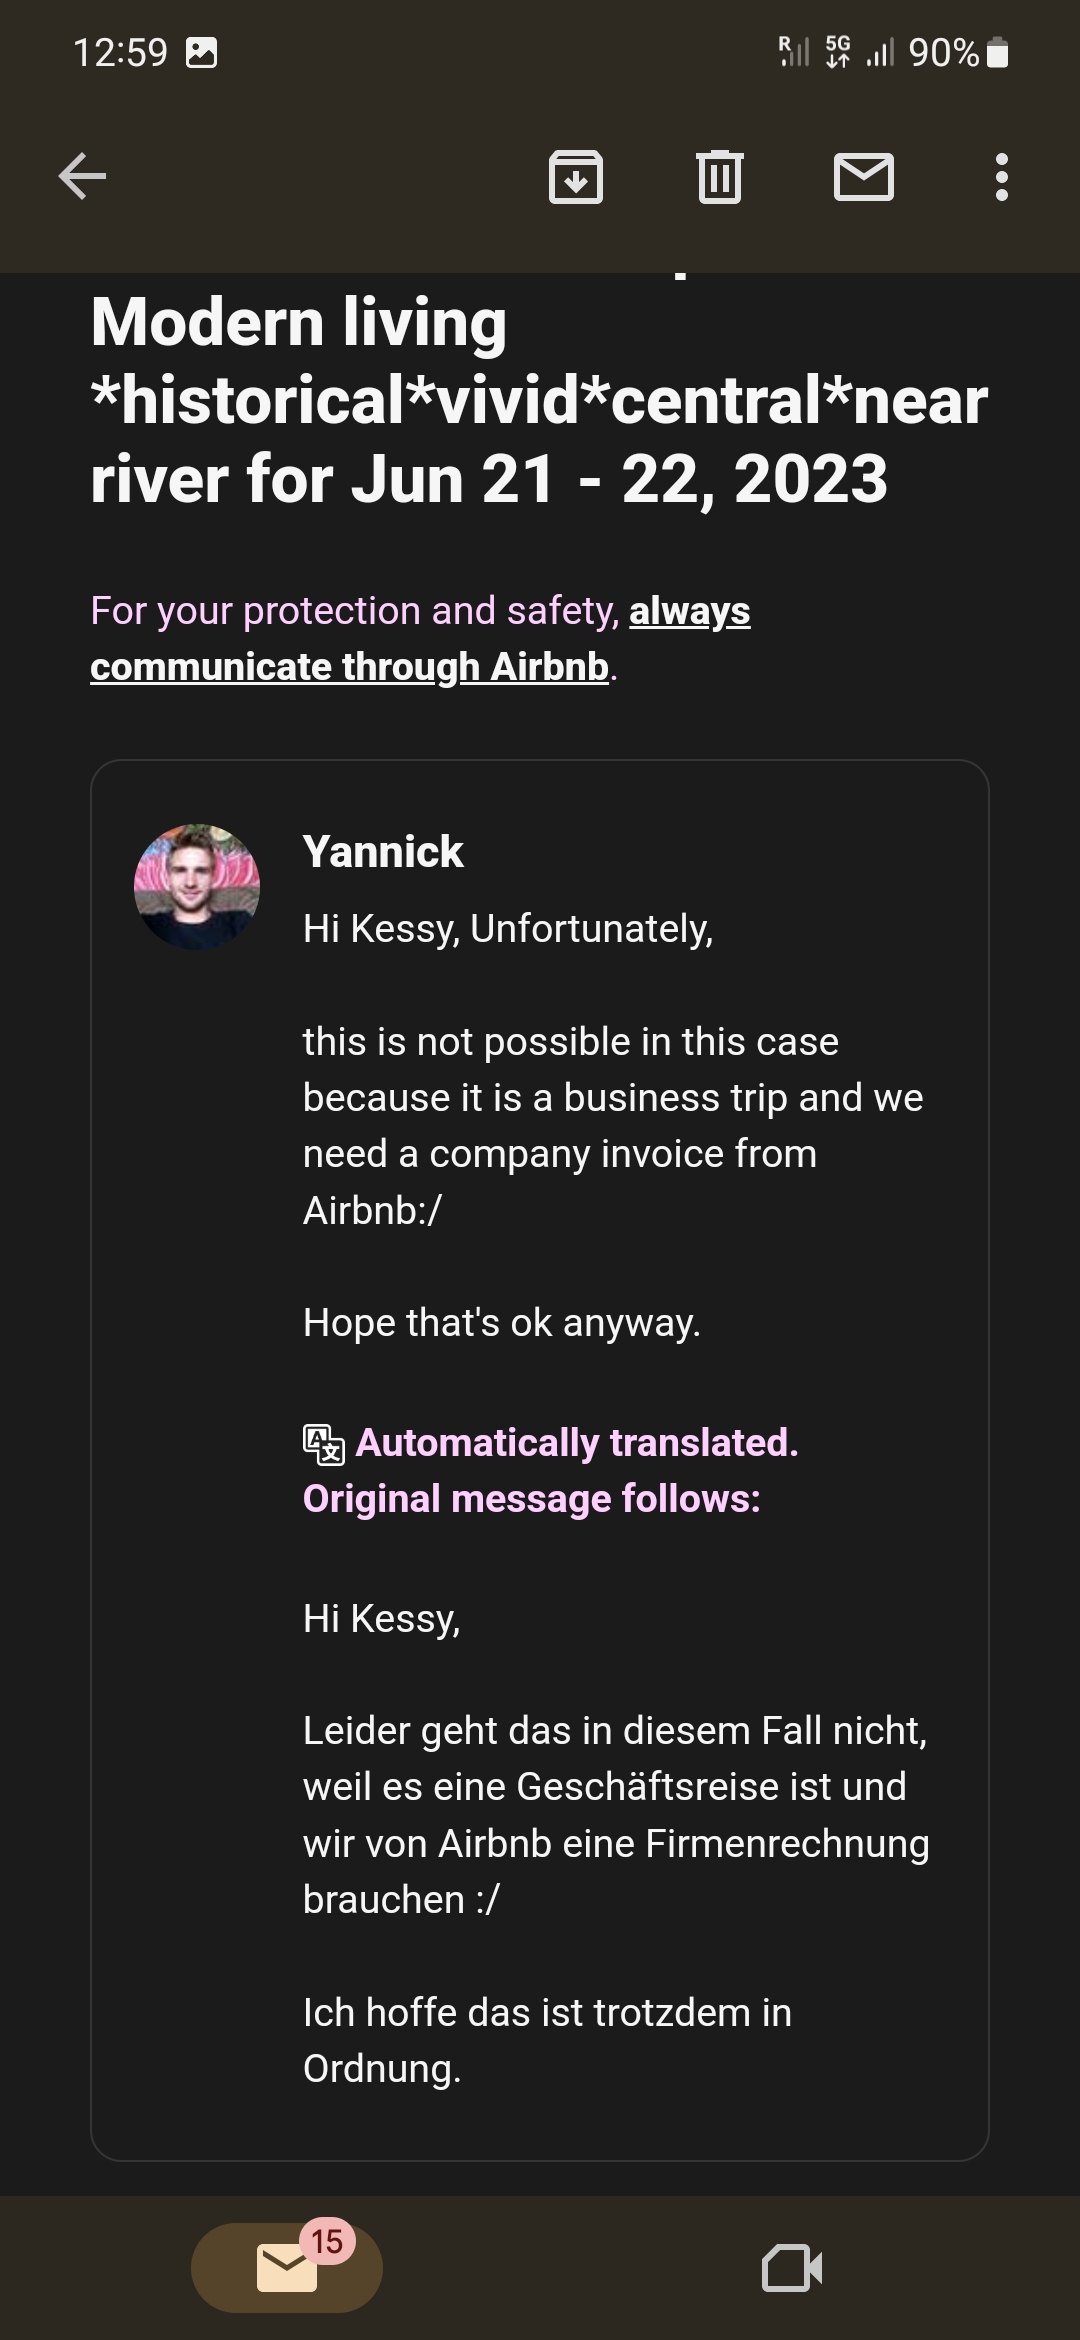 12:59
R 5G 90%
Modern living
*historical*vivid*central*near
river for Jun 21 - 22, 2023
For your protection and safety, always
communicate through Airbnb.
Yannick
Hi Kessy, Unfortunately,
this is not possible in this case
because it is a business trip and we
need a company invoice from
Airbnb:/
Hope that's ok anyway.
A文 Automatically translated.
Original message follows:
Hi Kessy,
Leider geht das in diesem Fall nicht,
weil es eine Geschäftsreise ist und
wir von Airbnb eine Firmenrechnung
brauchen :/
Ich hoffe das ist trotzdem in
Ordnung.
15